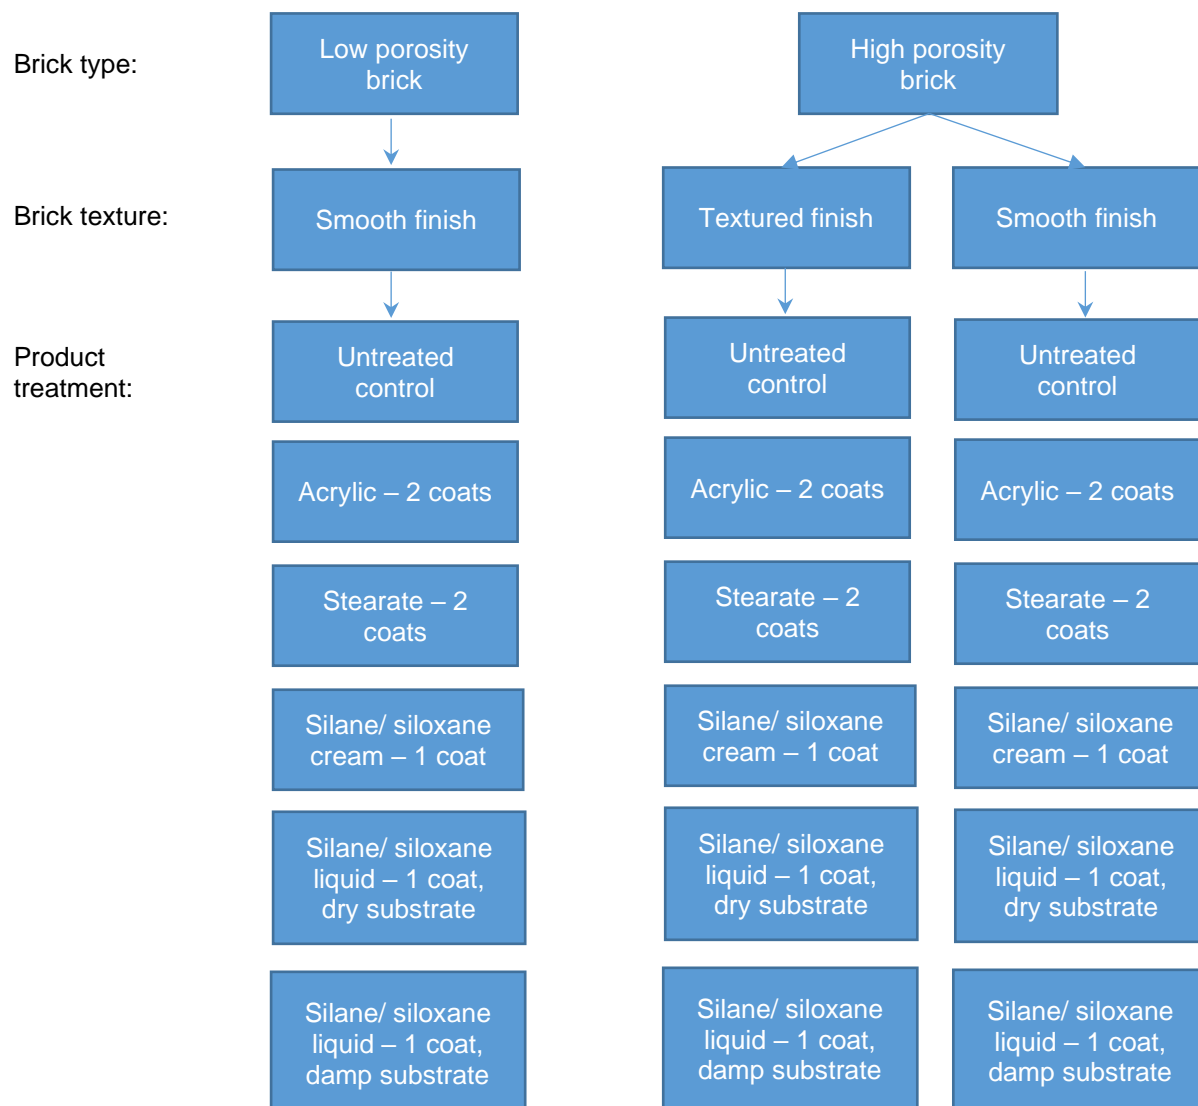 Brick type:
Low porosity
brick
High porosity
brick
Brick texture:
Smooth finish
Textured finish
Smooth finish
Product
treatment:
Untreated
control
Untreated
control
Untreated
control
Acrylic – 2 coats
Acrylic – 2 coats
Acrylic – 2 coats
Stearate – 2
coats
Stearate – 2
coats
Stearate – 2
coats
Silane/ siloxane
cream – 1 coat
Silane/ siloxane
cream – 1 coat
Silane/ siloxane
cream – 1 coat
Silane/ siloxane
liquid – 1 coat,
dry substrate
Silane/ siloxane
liquid – 1 coat,
dry substrate
Silane/ siloxane
liquid – 1 coat,
dry substrate
Silane/ siloxane
liquid – 1 coat,
damp substrate
Silane/ siloxane
liquid – 1 coat,
damp substrate
Silane/ siloxane
liquid – 1 coat,
damp substrate